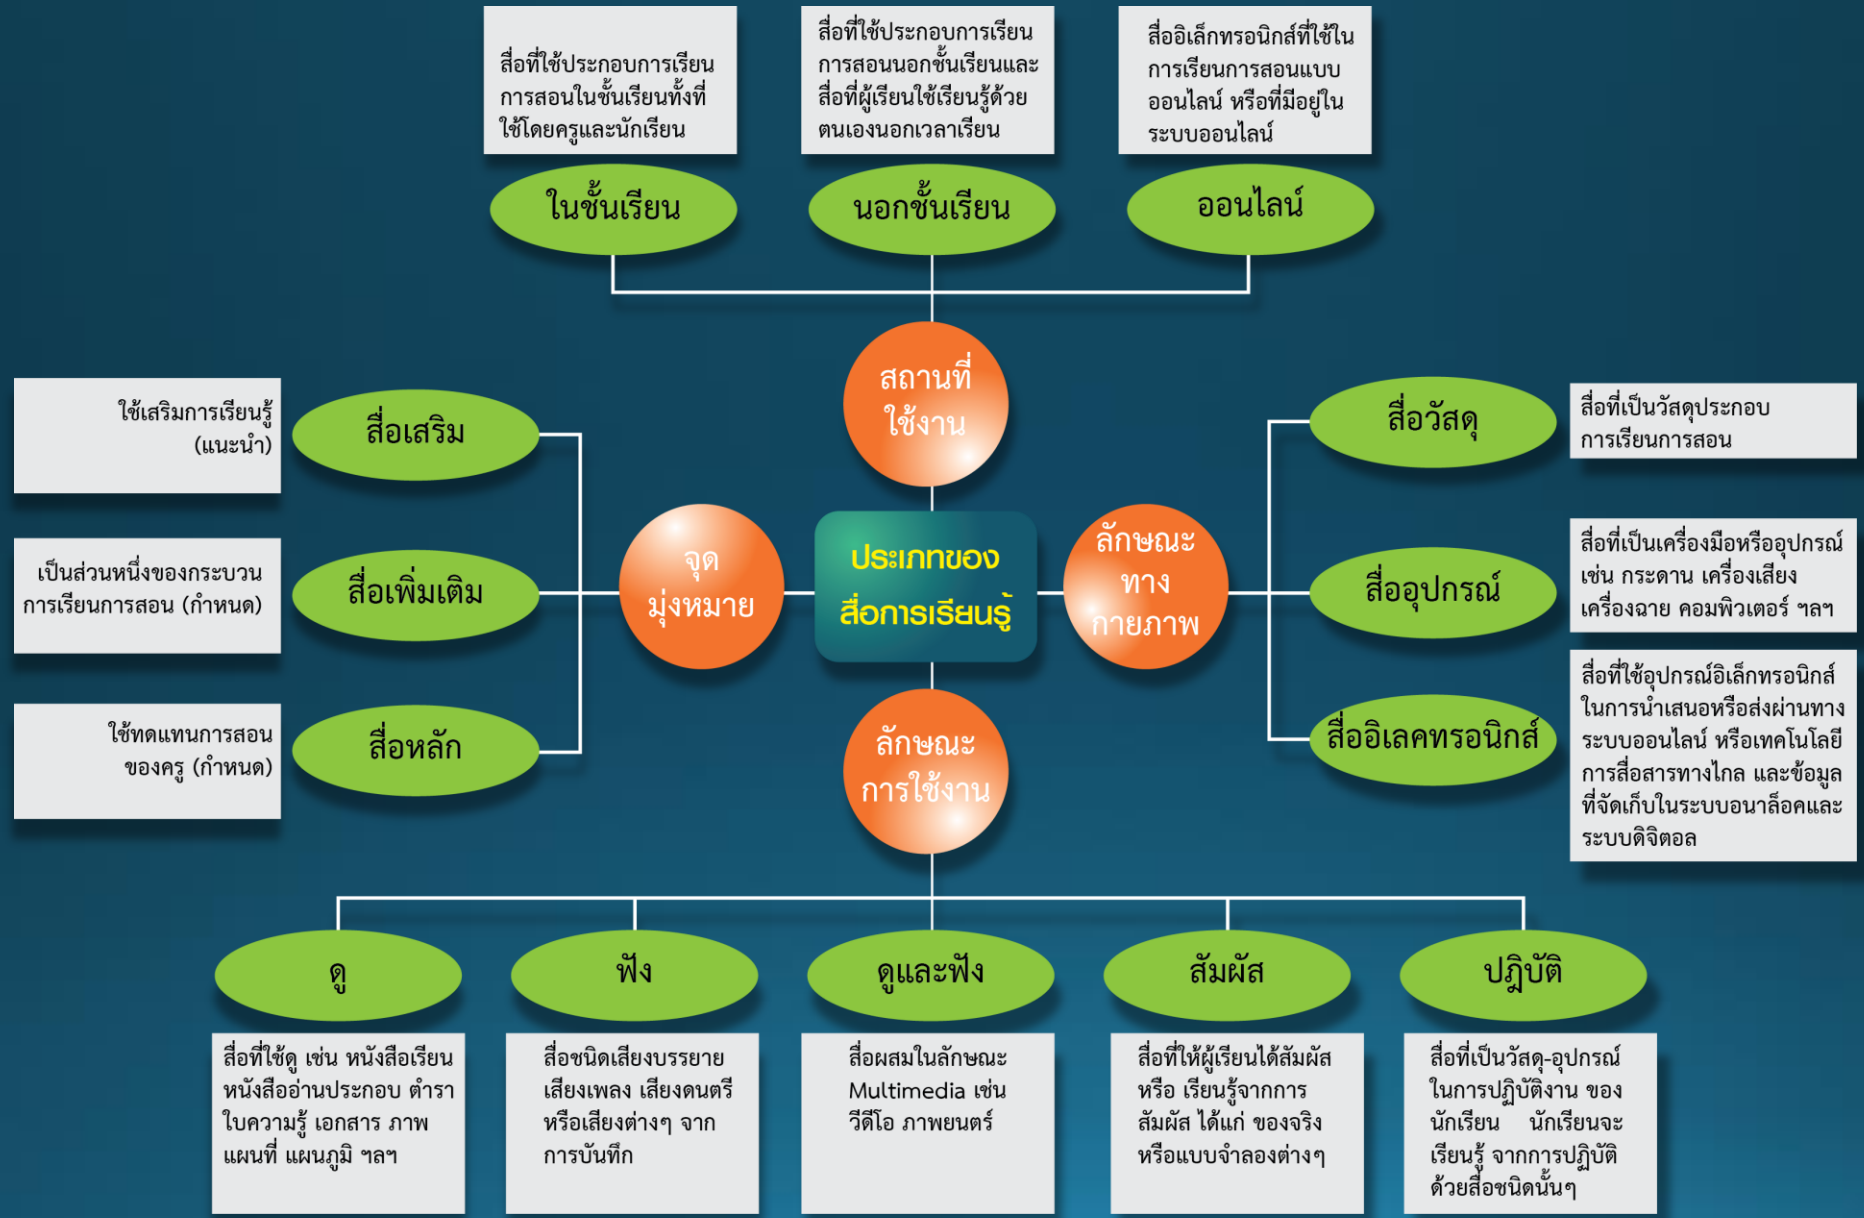 สื่อที่ใช้ประกอบการเรียน
การสอนในชั้นเรียนทั้งที่
ใช้โดยครูและนักเรียน
ในชั้นเรียน
สื่อที่ใช้ประกอบการเรียน
การสอนนอกชั้นเรียนและ
สื่อที่ผู้เรียนใช้เรียนรู้ด้วย
ตนเองนอกเวลาเรียน
นอกชั้นเรียน
สื่ออิเล็กทรอนิกส์ที่ใช้ใน
การเรียนการสอนแบบ
ออนไลน์ หรือที่มีอยู่ใน
ระบบออนไลน์
ออนไลน์
สถานที่
ใช้งาน
ใช้เสริมการเรียนรู้
(แนะนำ)
สื่อเสริม
เป็นส่วนหนึ่งของกระบวน
การเรียนการสอน (กำหนด)
สื่อเพิ่มเติม
ใช้ทดแทนการสอน
ของครู (กำหนด)
สื่อหลัก
จุด
มุ่งหมาย
ประเภทของ
สื่อการเรียนรู้
ลักษณะ
ทาง
กายภาพ
สื่อวัสดุ
สื่อที่เป็นวัสดุประกอบ
การเรียนการสอน
สื่ออุปกรณ์
สื่อที่เป็นเครื่องมือหรืออุปกรณ์
เช่น กระดาน เครื่องเสียง
เครื่องฉาย คอมพิวเตอร์ ฯลฯ
สื่ออิเลคทรอนิกส์
สื่อที่ใช้อุปกรณ์อิเล็กทรอนิกส์
ในการนำเสนอหรือส่งผ่านทาง
ระบบออนไลน์ หรือเทคโนโลยี
การสื่อสารทางไกล และข้อมูล
ที่จัดเก็บในระบบอนาล็อคและ
ระบบดิจิตอล
ลักษณะ
การใช้งาน
ดู
สื่อที่ใช้ดู เช่น หนังสือเรียน
หนังสืออ่านประกอบ ตำรา
ใบความรู้ เอกสาร ภาพ
แผนที่ แผนภูมิ ฯลฯ
ฟัง
สื่อชนิดเสียงบรรยาย
เสียงเพลง เสียงดนตรี
หรือเสียงต่างๆ จาก
การบันทึก
ดูและฟัง
สื่อผสมในลักษณะ
Multimedia เช่น
วีดีโอ ภาพยนตร์
สัมผัส
สื่อที่ให้ผู้เรียนได้สัมผัส
หรือ เรียนรู้จากการ
สัมผัส ได้แก่ ของจริง
หรือแบบจำลองต่างๆ
ปฎิบัติ
สื่อที่เป็นวัสดุ-อุปกรณ์
ในการปฏิบัติงาน ของ
นักเรียน นักเรียนจะ
เรียนรู้ จากการปฏิบัติ
ด้วยสื่อชนิดนั้นๆ